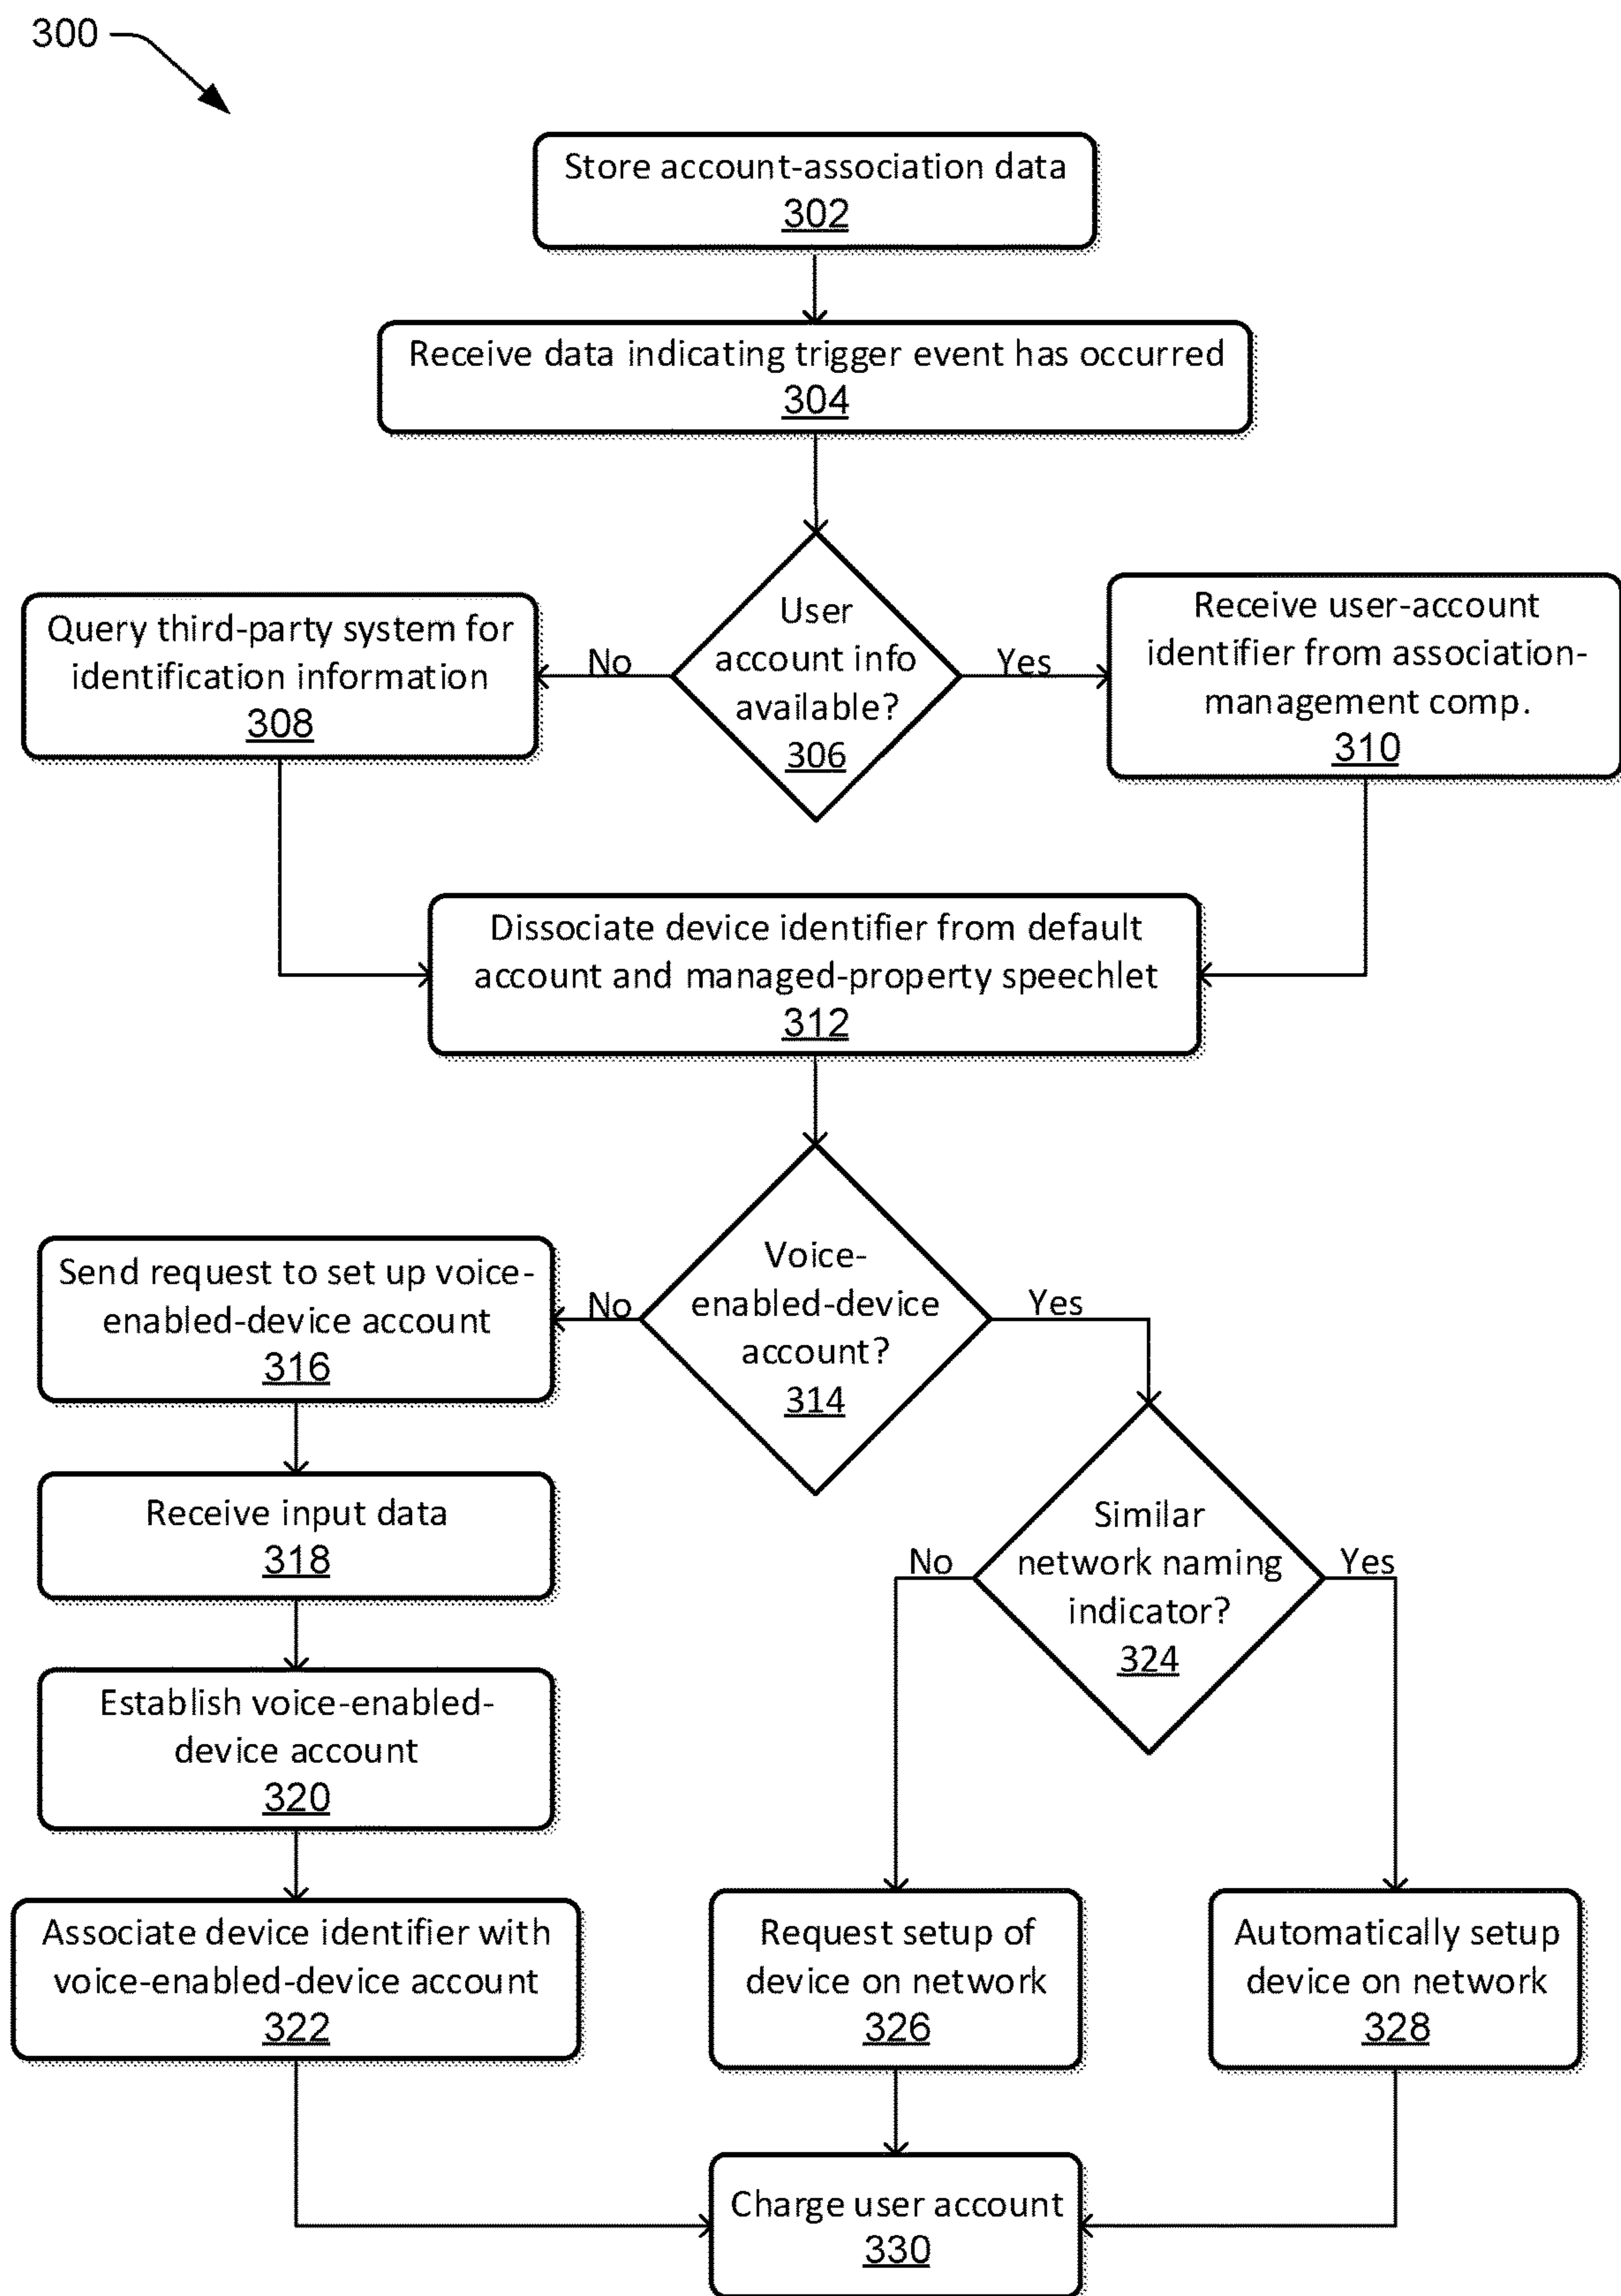 300
Store account-association data
302
Receive data indicating trigger event has occurred
304
User
account info
available?
306
No
Yes
Query third-party system for
identification information
308
Receive user-account
identifier from association-
management comp.
310
Dissociate device identifier from default
account and managed-property speechlet
312
Voice-
enabled-device
account?
314
No
Yes
Send request to set up voice-
enabled-device account
316
Receive input data
318
Establish voice-enabled-
device account
320
Associate device identifier with
voice-enabled-device account
322
Similar
network naming
indicator?
324
No
Yes
Request setup of
device on network
326
Automatically setup
device on network
328
Charge user account
330